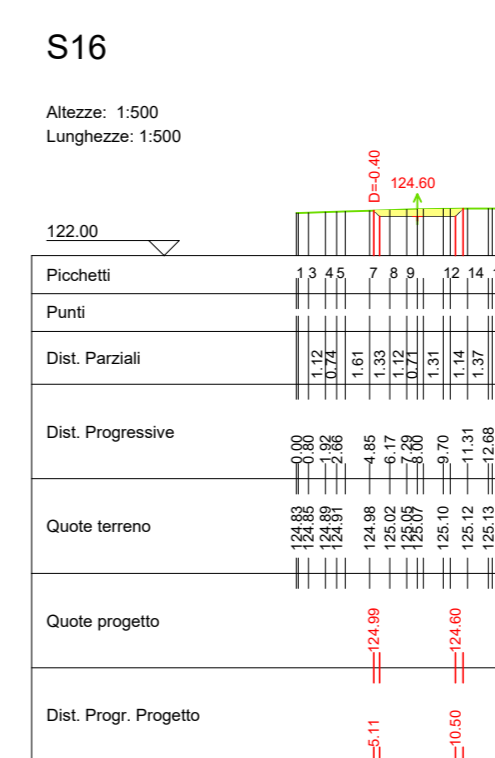 S16
Altezze: 1:500
Lunghezze: 1:500
D=-0.40
124.60
122.00
Picchetti 1 3 4 5 7 8 9 12 14
Punti
Dist. Parziali 1.12 0.74 1.61 1.33 1.12 0.71 1.31 1.14 1.37
Dist. Progressive 0.00 0.80 1.92 2.66 4.85 6.17 7.29 8.00 9.70 11.31 12.68
Quote terreno 124.83 124.85 124.89 124.91 124.98 125.02 125.05 125.07 125.10 125.12 125.13
Quote progetto 124.99 124.60
Dist. Progr. Progetto 5.11 10.50